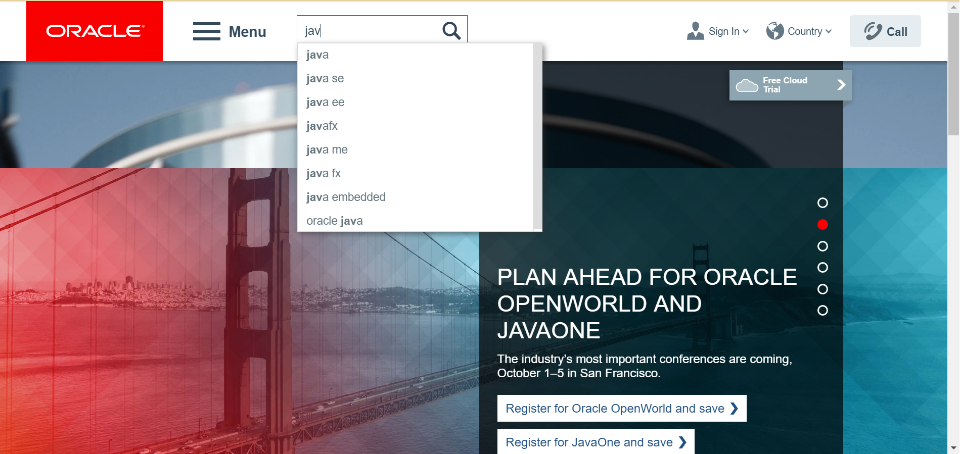 ORACLE
Menu
jav
Sign In
Country
Call
java
java se
java ee
javafx
java me
java fx
java embedded
oracle java
Free Cloud
Trial
PLAN AHEAD FOR ORACLE
OPENWORLD AND
JAVAONE
The industry's most important conferences are coming,
October 1–5 in San Francisco.
Register for Oracle OpenWorld and save
Register for JavaOne and save